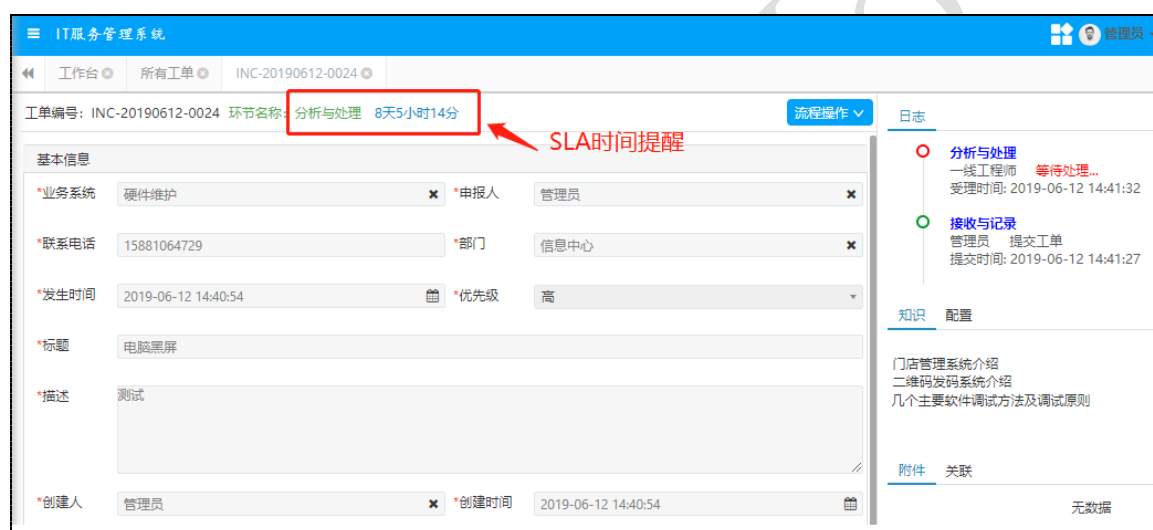 IT服务管理系统
管理员
工作台 所有工单 INC-20190612-0024
工单编号: INC-20190612-0024 环节名称: 分析与处理 8天5小时14分
流程操作
SLA时间提醒
基本信息
*业务系统 硬件维护 *申报人 管理员
*联系电话 15881064729 *部门 信息中心
*发生时间 2019-06-12 14:40:54 *优先级 高
*标题 电脑黑屏
*描述 测试
*创建人 管理员 *创建时间 2019-06-12 14:40:54
日志
分析与处理
一线工程师 等待处理...
受理时间: 2019-06-12 14:41:32
接收与记录
管理员 提交工单
提交时间: 2019-06-12 14:41:27
知识 配置
门店管理系统介绍
二维码发码系统介绍
几个主要软件调试方法及调试原则
附件 关联
无数据